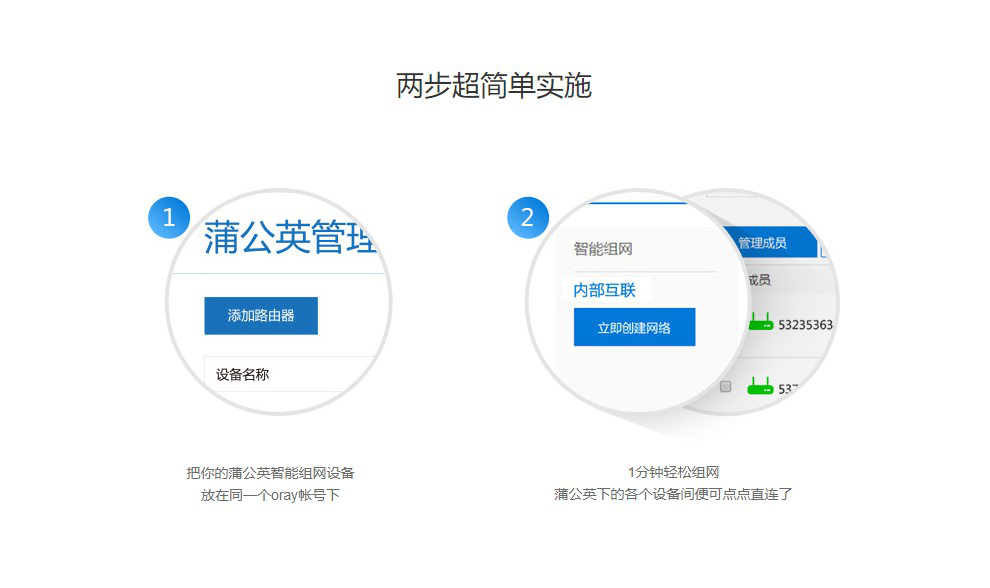 两步超简单实施
1
蒲公英管理
添加路由器
设备名称
把你的蒲公英智能组网设备
放在同一个oray帐号下
2
智能组网
内部互联
立即创建网络
管理成员
成员
53235363
537
1分钟轻松组网
蒲公英下的各个设备间便可点点直连了